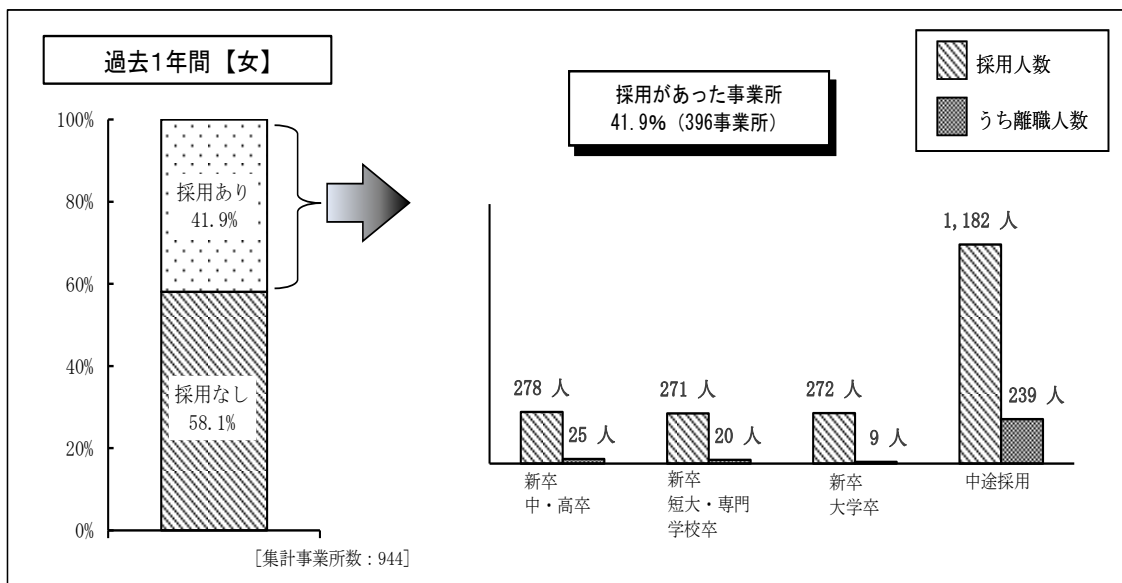 過去1年間【女】
採用があった事業所
41.9%（396事業所）
採用人数
うち離職人数
100%
80%
60%
40%
20%
0%
採用あり
41.9%
採用なし
58.1%
[集計事業所数：944]
278 人
25 人
271 人
20 人
272 人
9 人
1,182 人
239 人
新卒
中・高卒
新卒
短大・専門
学校卒
新卒
大学卒
中途採用